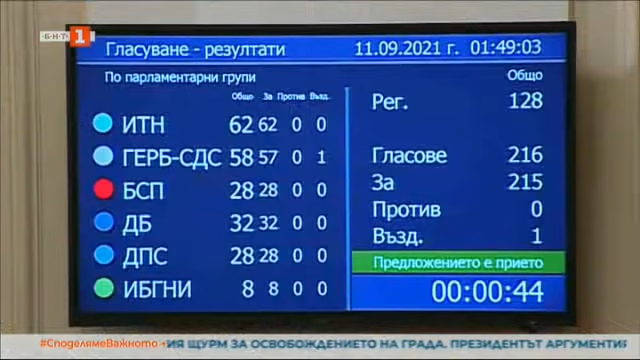 БНТ 1
Гласуване - резултати 11.09.2021 г. 01:49:03
По парламентарни групи Общо
Общо За Против Възд.
Рег. 128
ИТН 62 62 0 0
ГЕРБ-СДС 58 57 0 1
Гласове 216
БСП 28 28 0 0
За 215
ДБ 32 32 0 0
Против 0
Възд. 1
ДПС 28 28 0 0
Предложението е прието
ИБГНИ 8 8 0 0
00:00:44
#СподелямеВажното ИЯ ЩУРМ ЗА ОСВОБОЖДЕНИЕТО НА ГРАДА. ПРЕЗИДЕНТЪТ АРГУМЕНТИРА